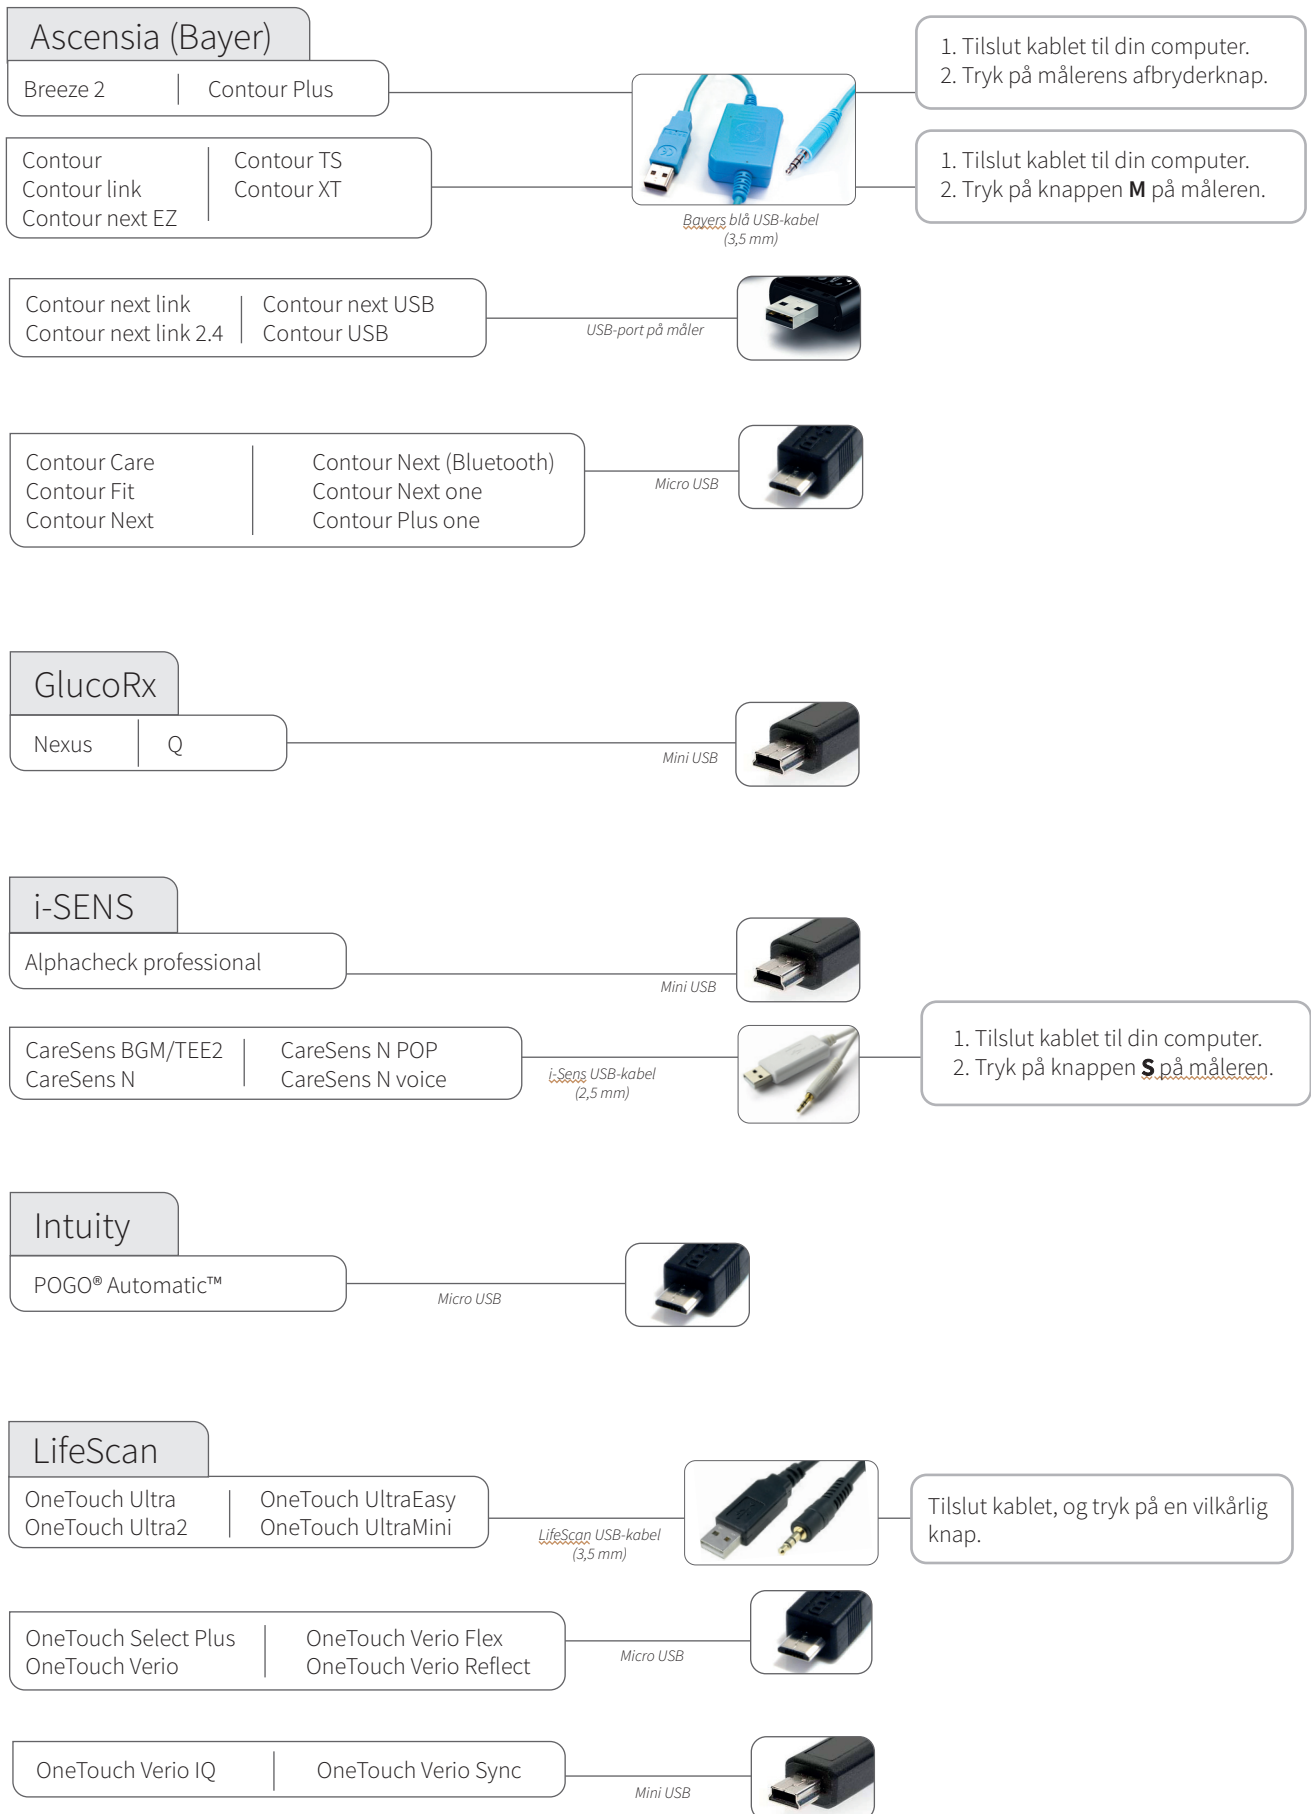 Ascensia (Bayer)
Breeze 2
Contour Plus
1. Tilslut kablet til din computer.
2. Tryk på målerens afbryderknap.
Contour
Contour link
Contour next EZ
Contour TS
Contour XT
Bayers blå USB-kabel
(3,5 mm)
1. Tilslut kablet til din computer.
2. Tryk på knappen M på måleren.
Contour next link
Contour next link 2.4
Contour next USB
Contour USB
USB-port på måler
Contour Care
Contour Fit
Contour Next
Contour Next (Bluetooth)
Contour Next one
Contour Plus one
Micro USB
GlucoRx
Nexus
Q
Mini USB
i-SENS
Alphacheck professional
Mini USB
CareSens BGM/TEE2
CareSens N
CareSens N POP
CareSens N voice
i-Sens USB-kabel
(2,5 mm)
1. Tilslut kablet til din computer.
2. Tryk på knappen S på måleren.
Intuity
POGO® Automatic™
Micro USB
LifeScan
OneTouch Ultra
OneTouch Ultra2
OneTouch UltraEasy
OneTouch UltraMini
LifeScan USB-kabel
(3,5 mm)
Tilslut kablet, og tryk på en vilkårlig
knap.
OneTouch Select Plus
OneTouch Verio
OneTouch Verio Flex
OneTouch Verio Reflect
Micro USB
OneTouch Verio IQ
OneTouch Verio Sync
Mini USB